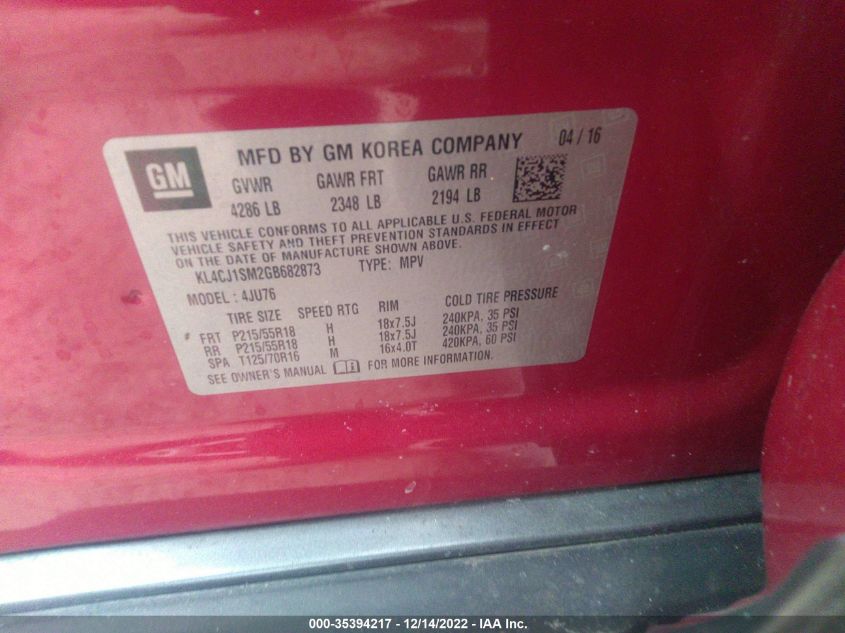 GM
MFD BY GM KOREA COMPANY 04 / 16
GVWR GAWR FRT GAWR RR
4286 LB 2348 LB 2194 LB
THIS VEHICLE CONFORMS TO ALL APPLICABLE U.S. FEDERAL MOTOR
VEHICLE SAFETY AND THEFT PREVENTION STANDARDS IN EFFECT
ON THE DATE OF MANUFACTURE SHOWN ABOVE.
KL4CJ1SM2GB682873 TYPE: MPV
MODEL : 4JU76
TIRE SIZE SPEED RTG RIM COLD TIRE PRESSURE
FRT P215/55R18 H 18x7.5J 240KPA, 35 PSI
RR P215/55R18 H 18x7.5J 240KPA, 35 PSI
SPA T125/70R16 M 16x4.0T 420KPA, 60 PSI
SEE OWNER'S MANUAL FOR MORE INFORMATION.
000-35394217 - 12/14/2022 - IAA Inc.